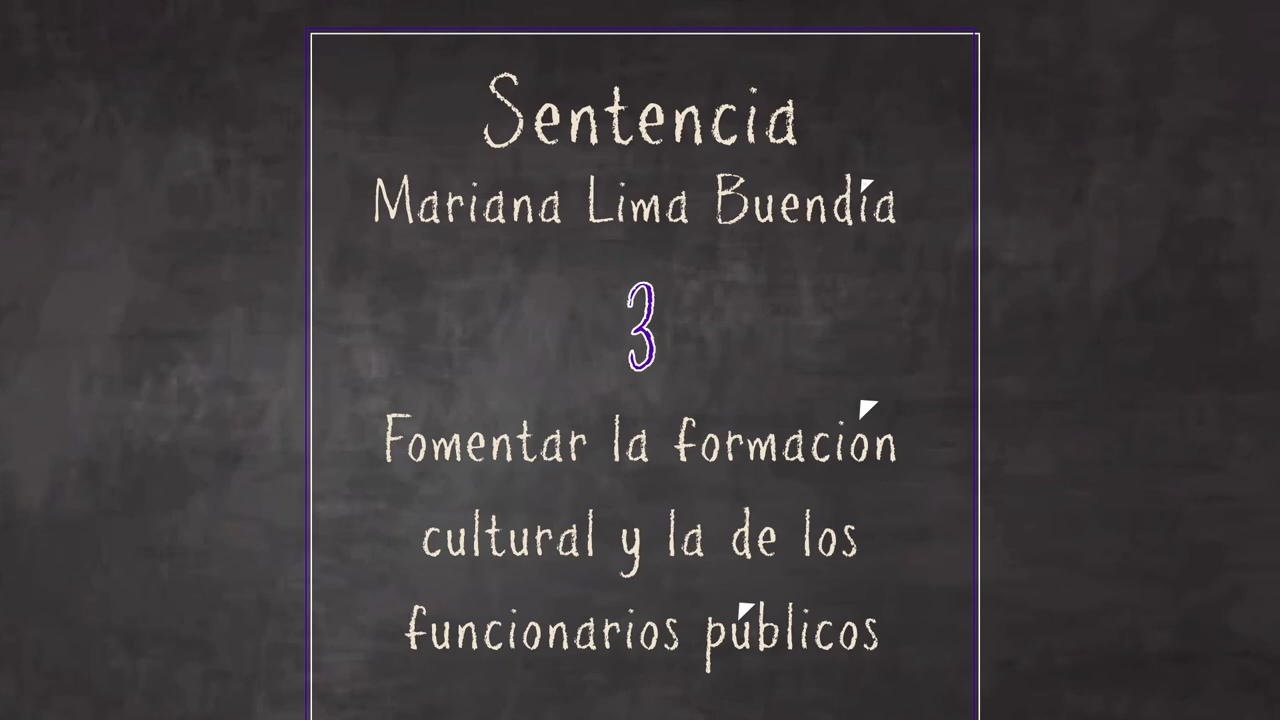 Sentencia
Mariana Lima Buendía
3
Fomentar la formación
cultural y la de los
funcionarios públicos